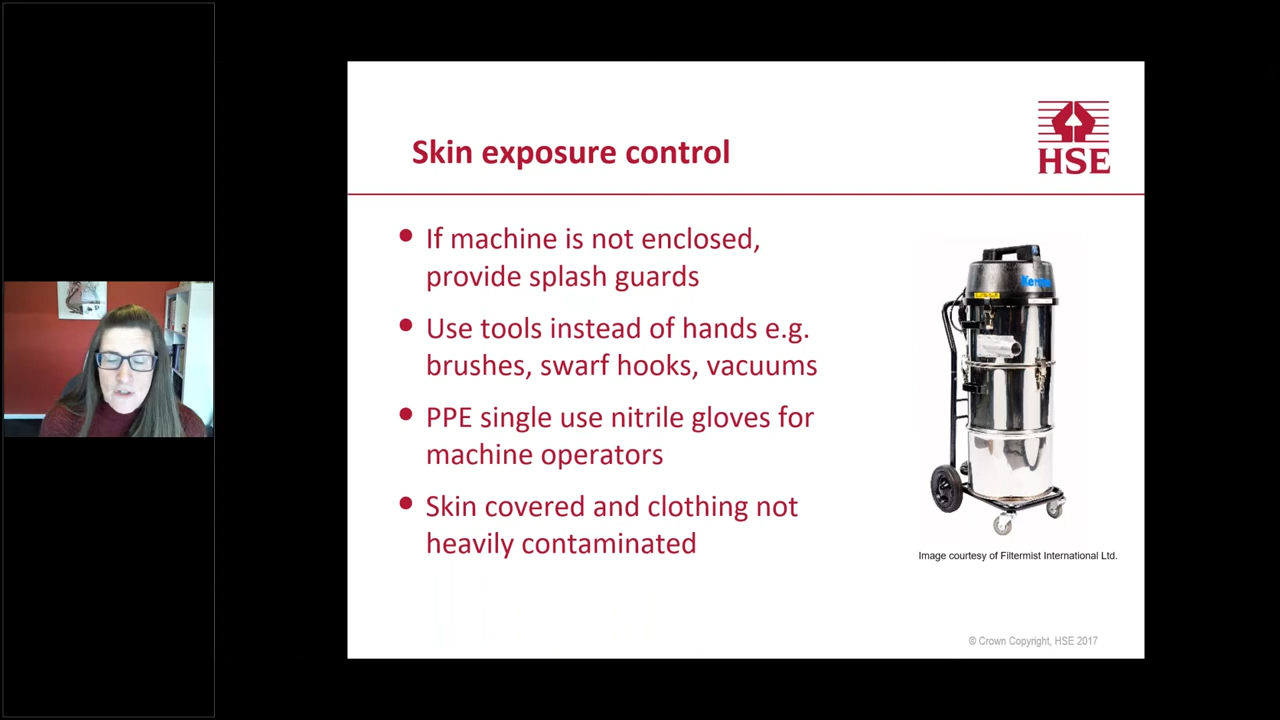 Skin exposure control
HSE
• If machine is not enclosed,
provide splash guards
• Use tools instead of hands e.g.
brushes, swarf hooks, vacuums
• PPE single use nitrile gloves for
machine operators
• Skin covered and clothing not
heavily contaminated
Image courtesy of Filtermist International Ltd.
© Crown Copyright, HSE 2017